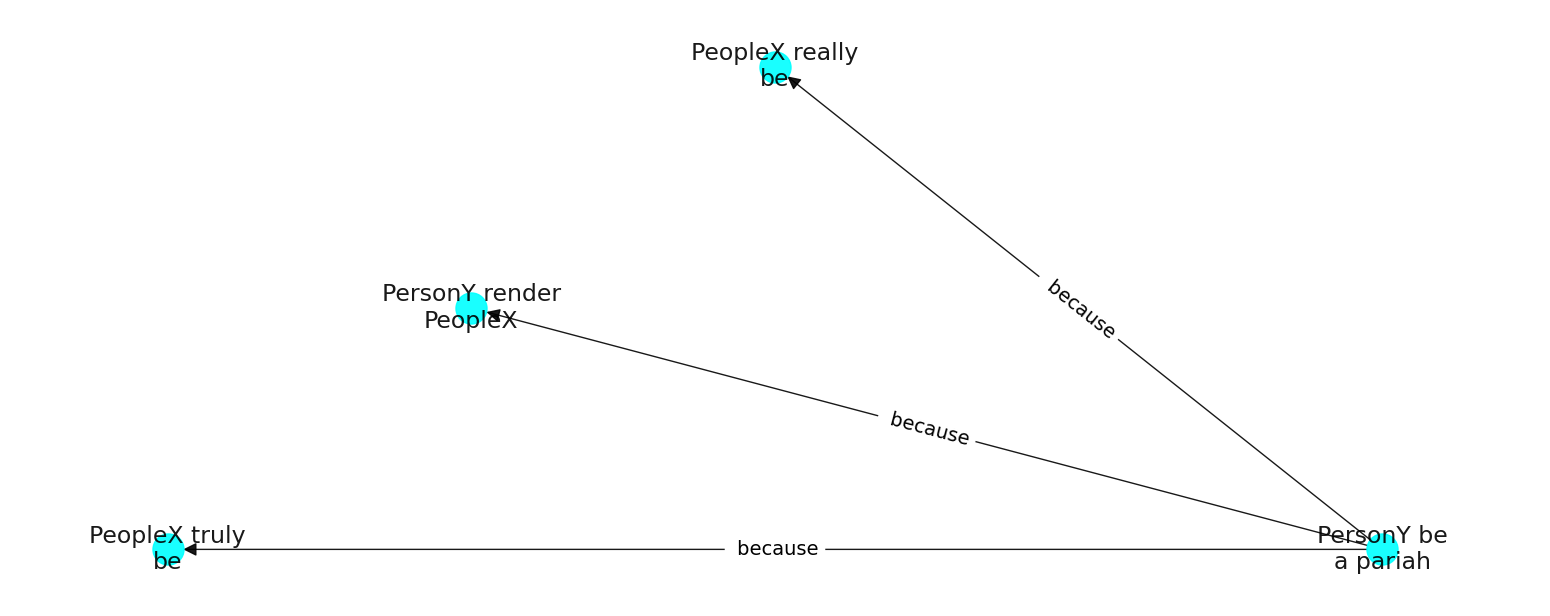 PeopleX really
be
because
PersonY render
PeopleX
because
PeopleX truly
be
because
PersonY be
a pariah